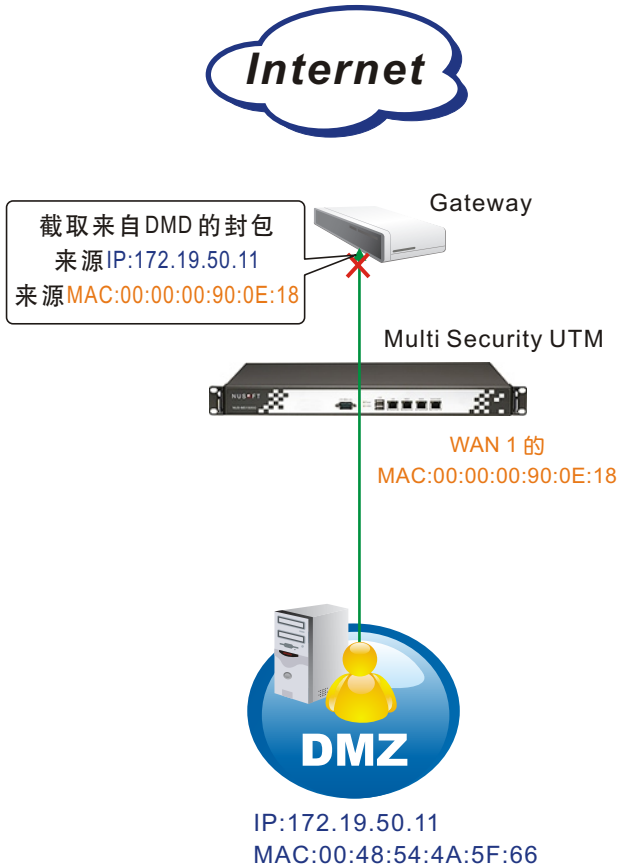 Internet
Gateway
截取来自DMD的封包
来源IP:172.19.50.11
来源MAC:00:00:00:90:0E:18
Multi Security UTM
NUSOFT
WAN 1 的
MAC:00:00:00:90:0E:18
DMZ
IP:172.19.50.11
MAC:00:48:54:4A:5F:66